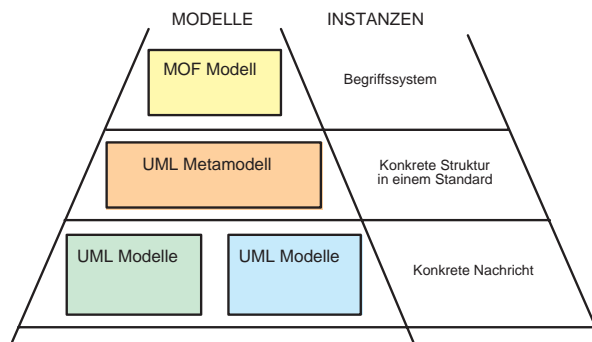 MODELLE INSTANZEN
MOF Modell
Begriffssystem
UML Metamodell
Konkrete Struktur
in einem Standard
UML Modelle
UML Modelle
Konkrete Nachricht